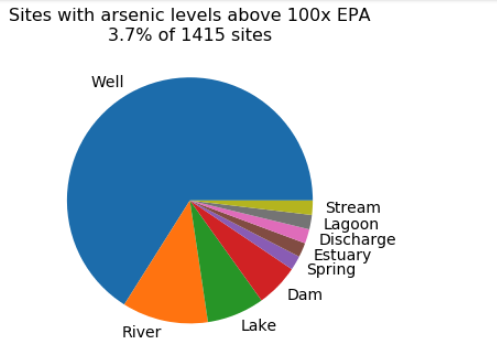 Sites with arsenic levels above 100x EPA
3.7% of 1415 sites
Well
Stream
Lagoon
Discharge
Estuary
Spring
Dam
Lake
River